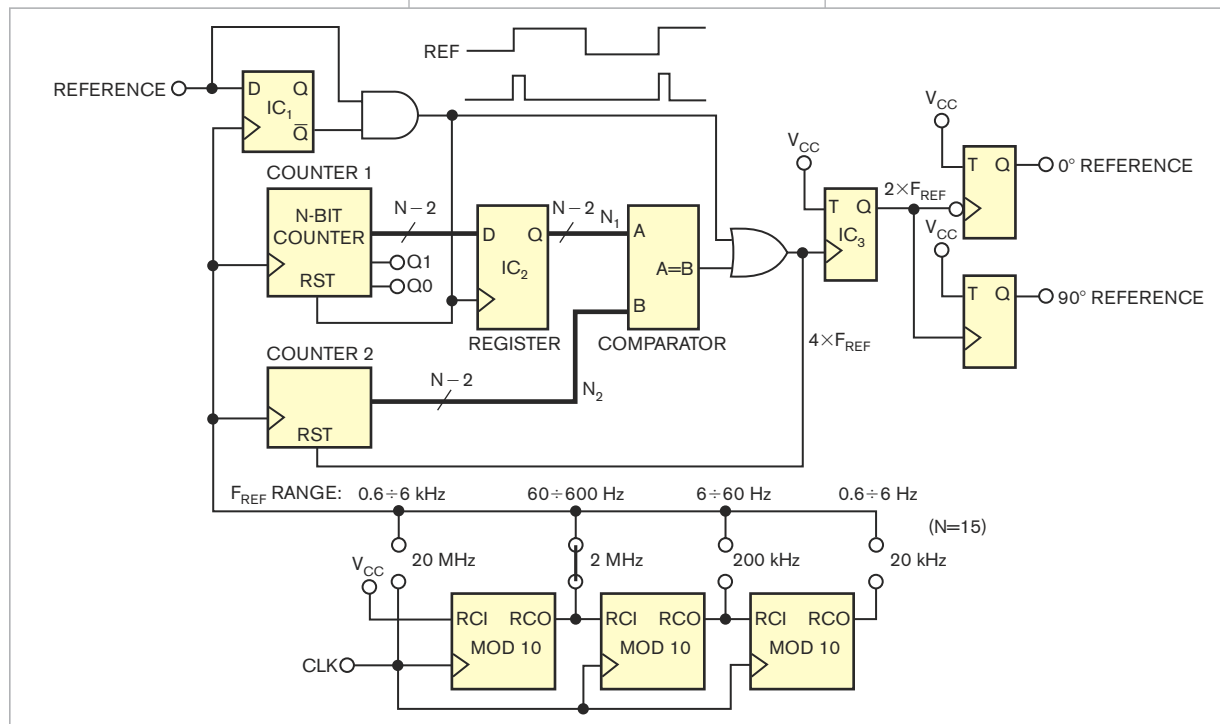 REF
REFERENCE
D Q
IC1
Q̅
VCC
VCC
T Q
0° REFERENCE
COUNTER 1
N-BIT
COUNTER
RST
N−2
Q1
Q0
D Q
IC2
REGISTER
N−2
N1
A
A=B
B
COMPARATOR
T Q
IC3
2×FREF
VCC
T Q
90° REFERENCE
4×FREF
COUNTER 2
RST
N−2
N2
FREF RANGE: 0.6÷6 kHz 60÷600 Hz 6÷60 Hz 0.6÷6 Hz
(N=15)
20 MHz 2 MHz 200 kHz 20 kHz
VCC
RCI RCO RCI RCO RCI RCO
MOD 10 MOD 10 MOD 10
CLK